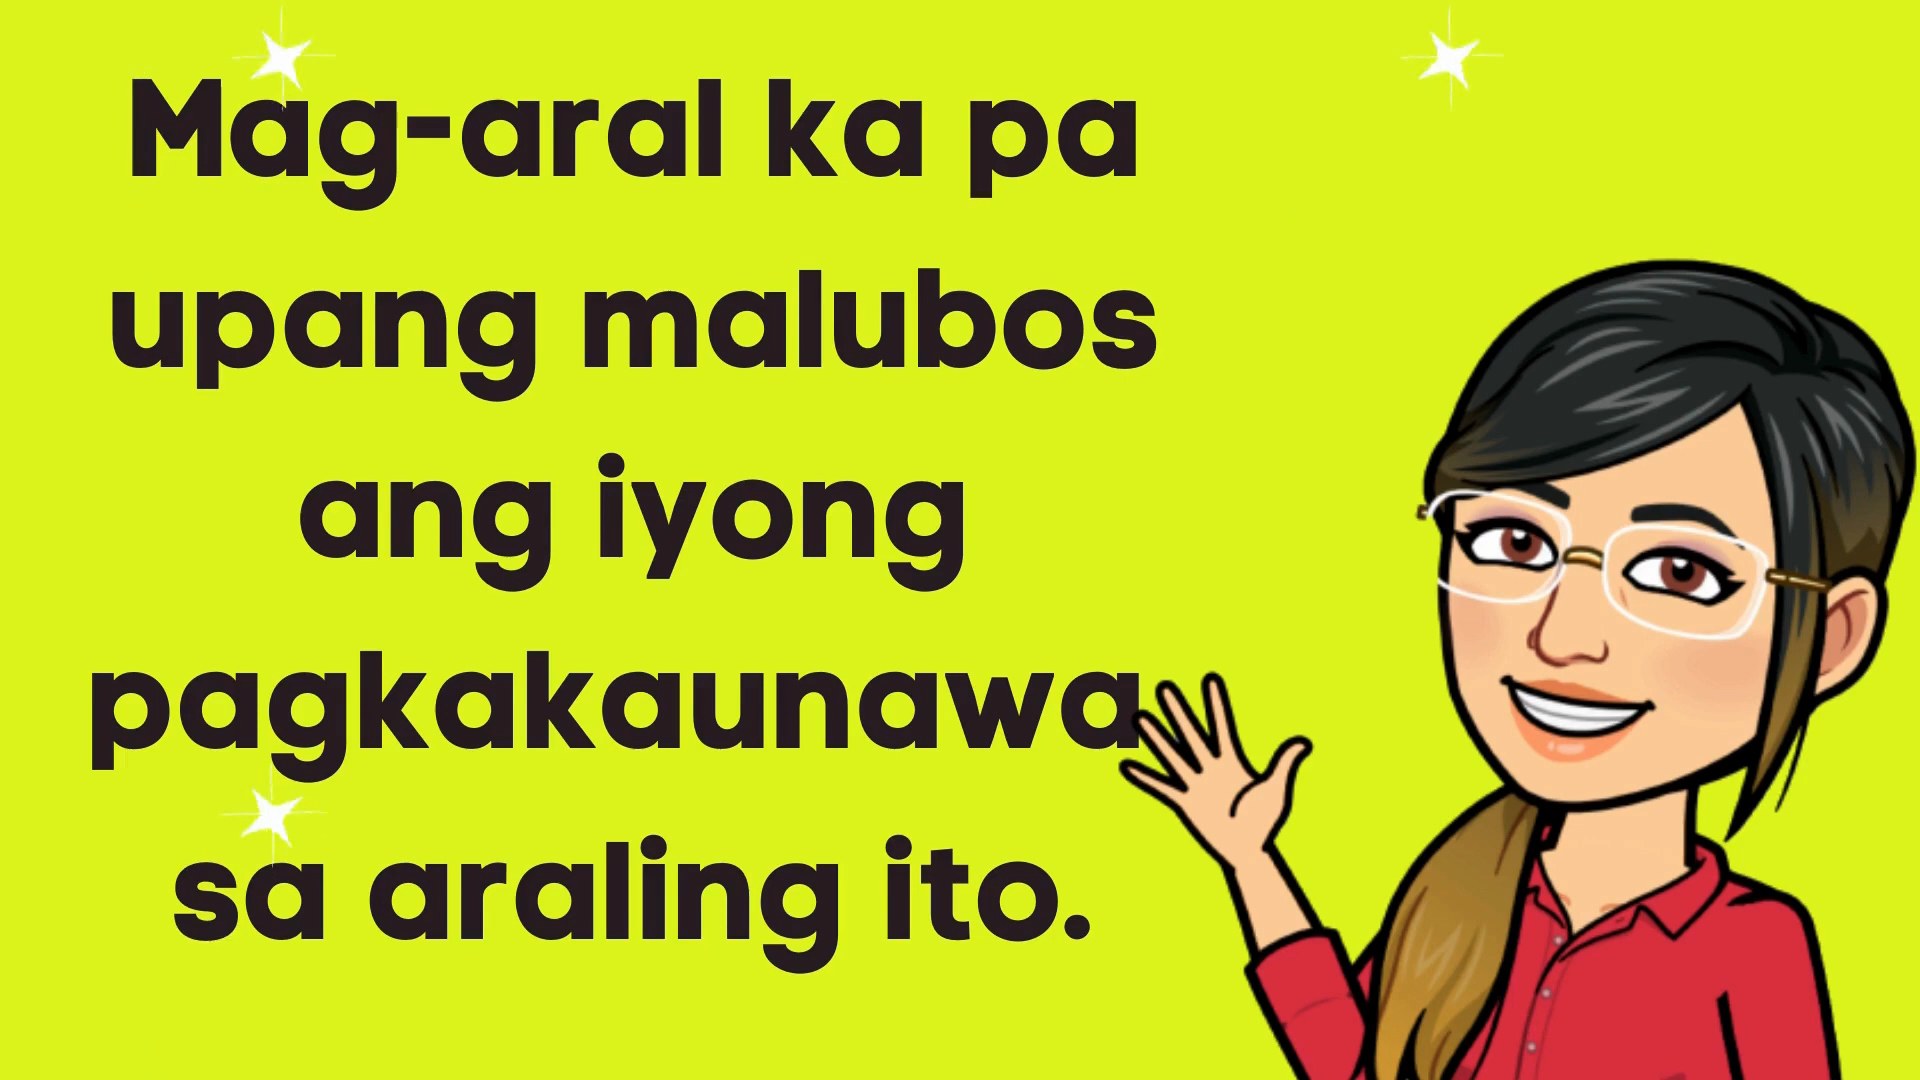 Mag-aral ka pa
upang malubos
ang iyong
pagkakaunawa
sa araling ito.